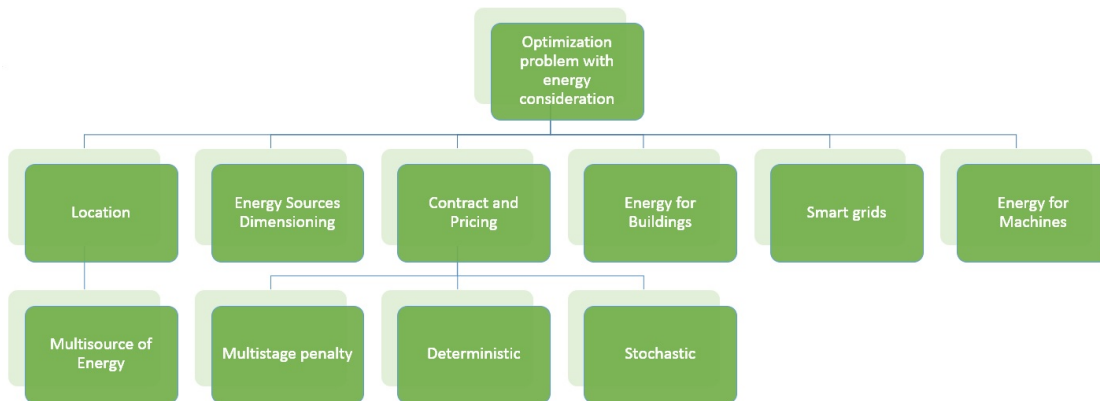 Optimization
problem with
energy
consideration
Location
Energy Sources
Dimensioning
Contract and
Pricing
Energy for
Buildings
Smart grids
Energy for
Machines
Multisource of
Energy
Multistage penalty
Deterministic
Stochastic